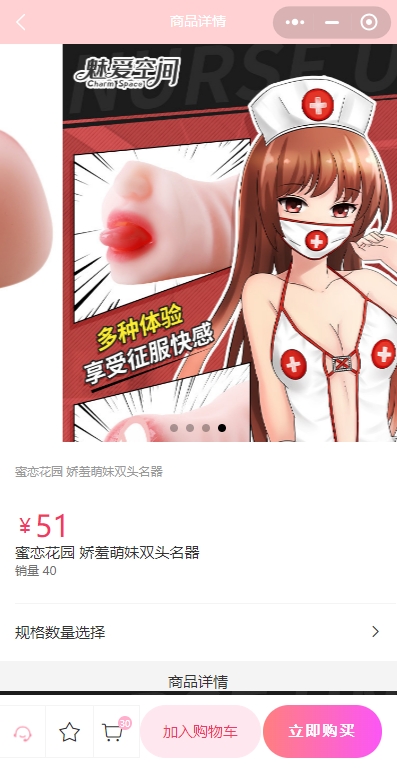 商品详情
NURSE U
魅爱空间
Charm Space
多种体验
享受征服快感
蜜恋花园 娇羞萌妹双头名器
¥51
蜜恋花园 娇羞萌妹双头名器
销量 40
规格数量选择
商品详情
30
加入购物车
立即购买